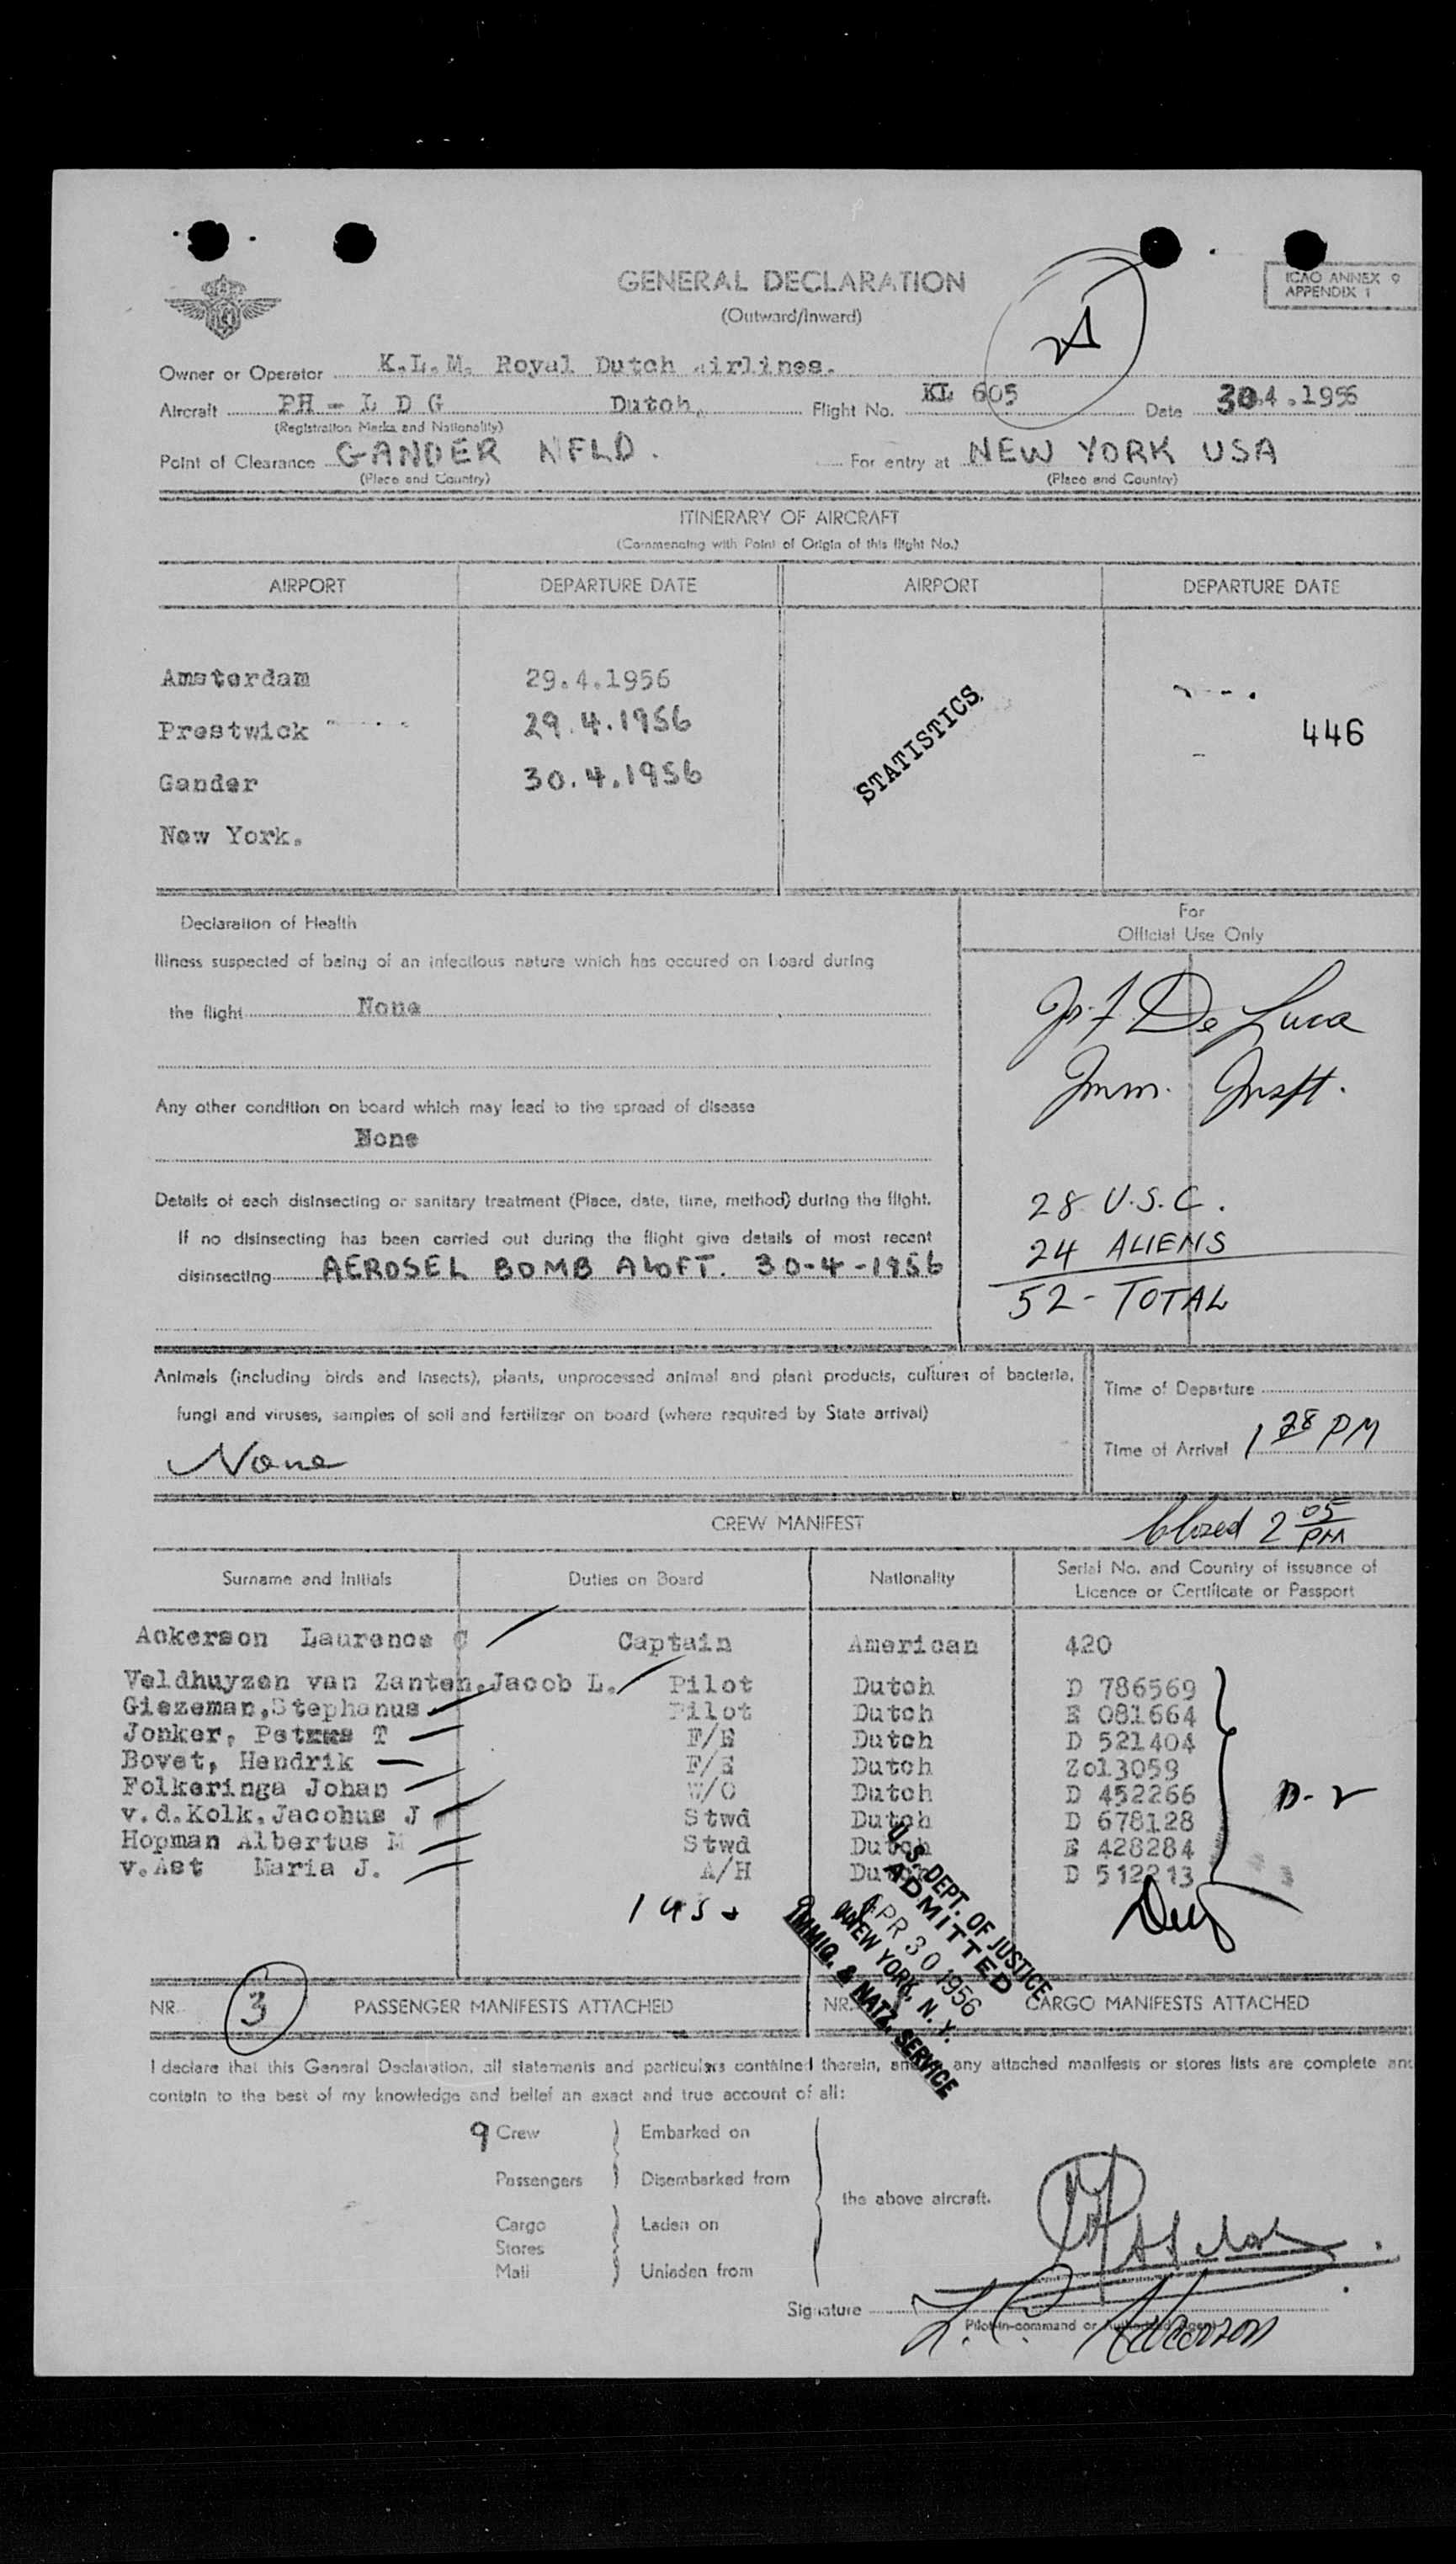 GENERAL DECLARATION
(Outward/Inward)
ICAO ANNEX 9
APPENDIX 1
Owner or Operator K.L.M. Royal Dutch Airlines.
Aircraft PH - L D G Dutch. Flight No. KL 605 Date 30.4.1956
(Registration Marks and Nationality)
Point of Clearance GANDER NFLD. For entry at NEW YORK USA
(Place and Country) (Place and Country)
ITINERARY OF AIRCRAFT
(Commencing with Point of Origin of this flight No.)
AIRPORT DEPARTURE DATE AIRPORT DEPARTURE DATE
Amsterdam 29.4.1956
Prestwick 29.4.1956
STATISTICS
446
Gander 30.4.1956
New York.
Declaration of Health
For
Official Use Only
Illness suspected of being of an infectious nature which has occured on board during
the flight None
De Luca
Imm. Inspt.
Any other condition on board which may lead to the spread of disease
None
Details of each disinsecting or sanitary treatment (Place, date, time, method) during the flight.
If no disinsecting has been carried out during the flight give details of most recent
disinsecting AEROSEL BOMB ALOFT. 30-4-1956
28 U.S.C.
24 ALIENS
52 - TOTAL
Animals (including birds and insects), plants, unprocessed animal and plant products, cultures of bacteria,
fungi and viruses, samples of soil and fertilizer on board (where required by State arrival)
None
Time of Departure
Time of Arrival 1 28 PM
CREW MANIFEST
Closed 2 05 PM
Surname and Initials Duties on Board Nationality Serial No. and Country of issuance of
Licence or Certificate or Passport
Ackerson Laurence C Captain American 420
Veldhuyzen van Zanten, Jacob L. Pilot Dutch D 786569
Giezeman, Stephanus Pilot Dutch E 081664
Jonker, Petrus T F/E Dutch D 521404
Bovet, Hendrik F/E Dutch Zo13059
Folkeringa Johan W/O Dutch D 452266
v.d.Kolk, Jacobus J Stwd Dutch D 678128
Hopman Albertus M Stwd Dutch E 428284
v.Ast Maria J. A/H Dutch D 512213
D-2
U.S. DEPT. OF JUSTICE
ADMITTED
APR 30 1956
NEW YORK, N.Y.
IMMIG. & NATZ. SERVICE
NR. 3 PASSENGER MANIFESTS ATTACHED NR. CARGO MANIFESTS ATTACHED
I declare that this General Declaration, all statements and particulars contained therein, and any attached manifests or stores lists are complete and
contain to the best of my knowledge and belief an exact and true account of all:
9 Crew Embarked on
Passengers Disembarked from
the above aircraft.
Cargo Laden on
Stores
Mail Unladen from
Signature L. C. Ackerson
Pilot-in-command or Authorized Agent